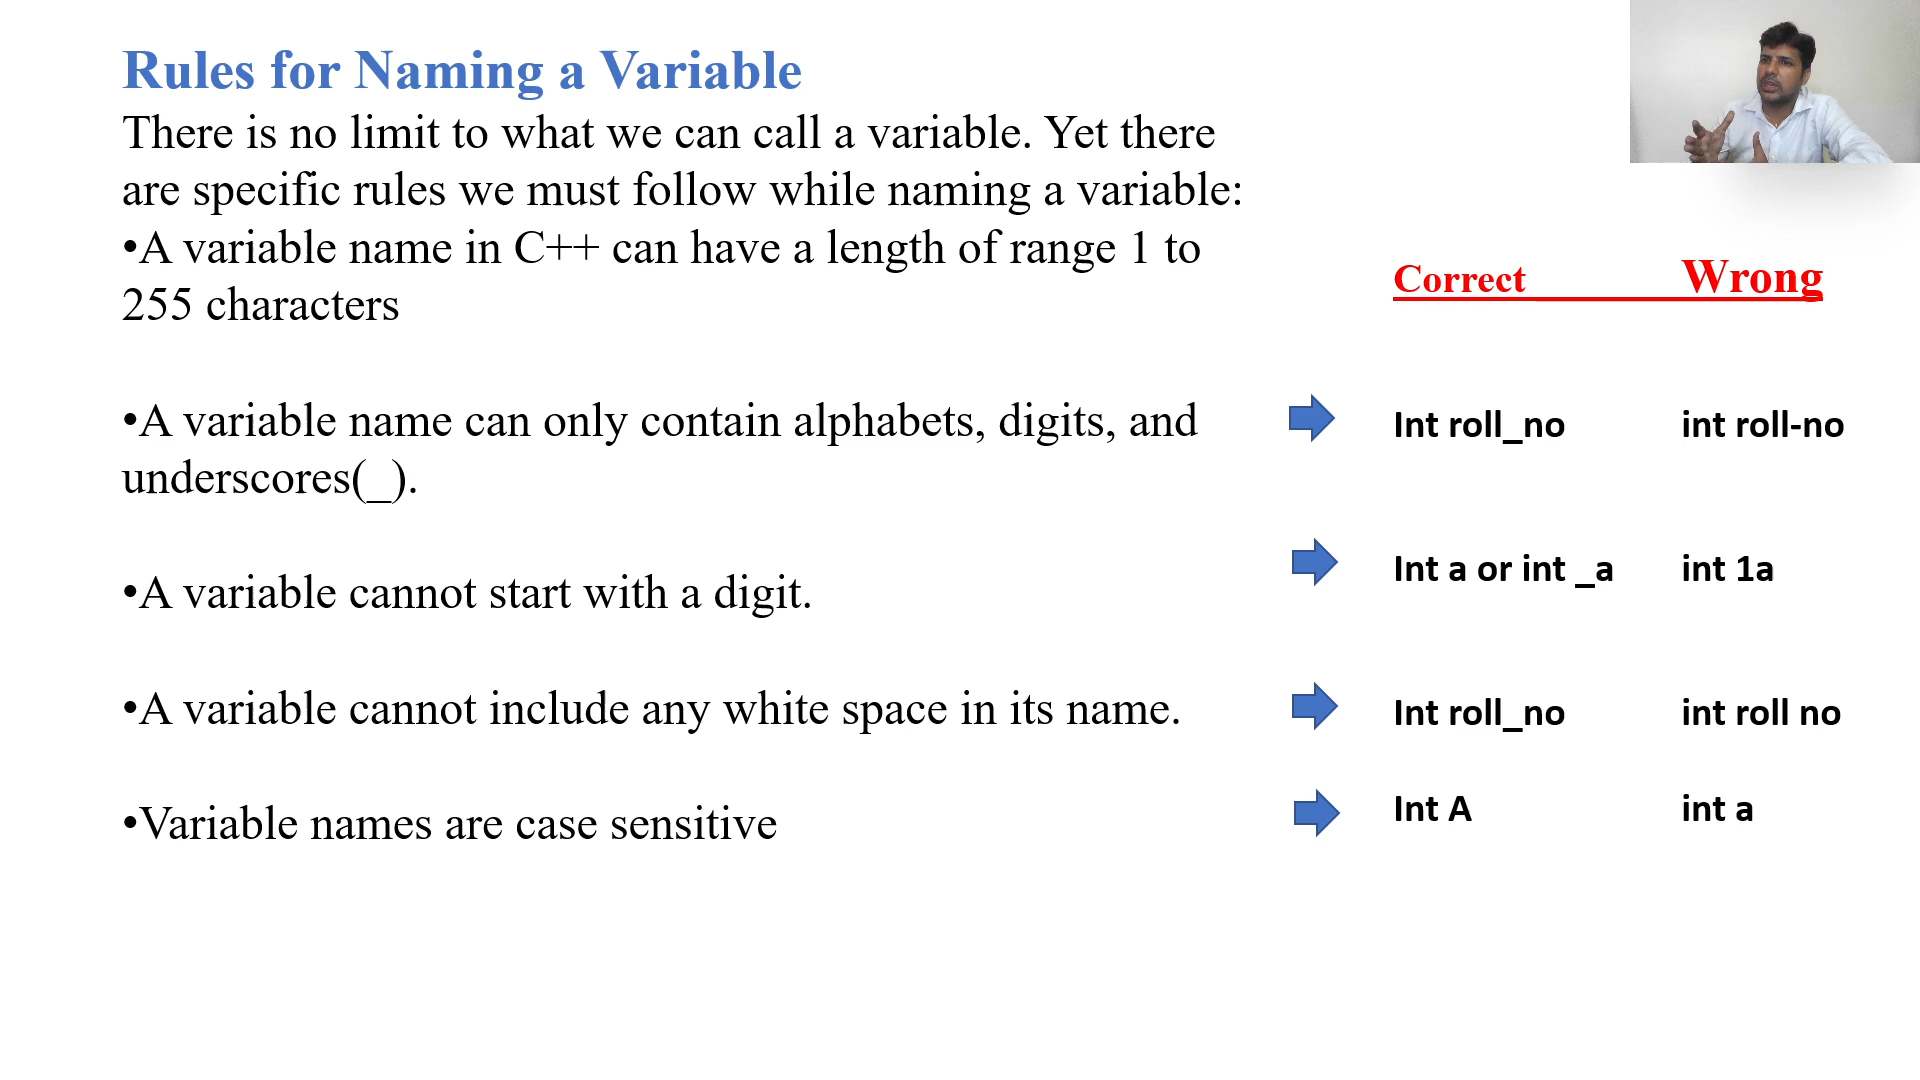 Rules for Naming a Variable
There is no limit to what we can call a variable. Yet there
are specific rules we must follow while naming a variable:
•A variable name in C++ can have a length of range 1 to
255 characters
Correct Wrong
•A variable name can only contain alphabets, digits, and
underscores(_).
Int roll_no int roll-no
•A variable cannot start with a digit.
Int a or int _a int 1a
•A variable cannot include any white space in its name.
Int roll_no int roll no
•Variable names are case sensitive
Int A int a